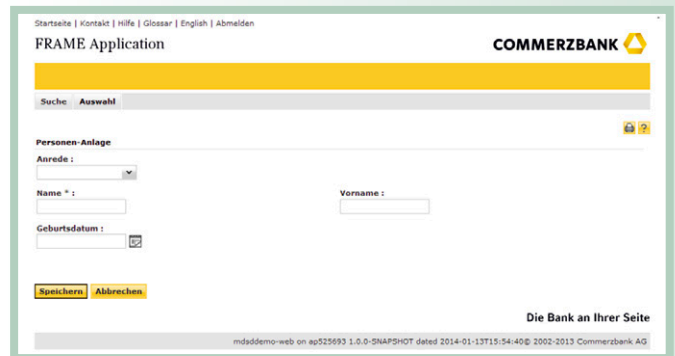 Startseite | Kontakt | Hilfe | Glossar | English | Abmelden
FRAME Application
COMMERZBANK
Suche Auswahl
?
Personen-Anlage
Anrede :
Name * : Vorname :
Geburtsdatum :
Speichern Abbrechen
Die Bank an Ihrer Seite
mdsddemo-web on ap525693 1.0.0-SNAPSHOT dated 2014-01-13T15:54:40© 2002-2013 Commerzbank AG